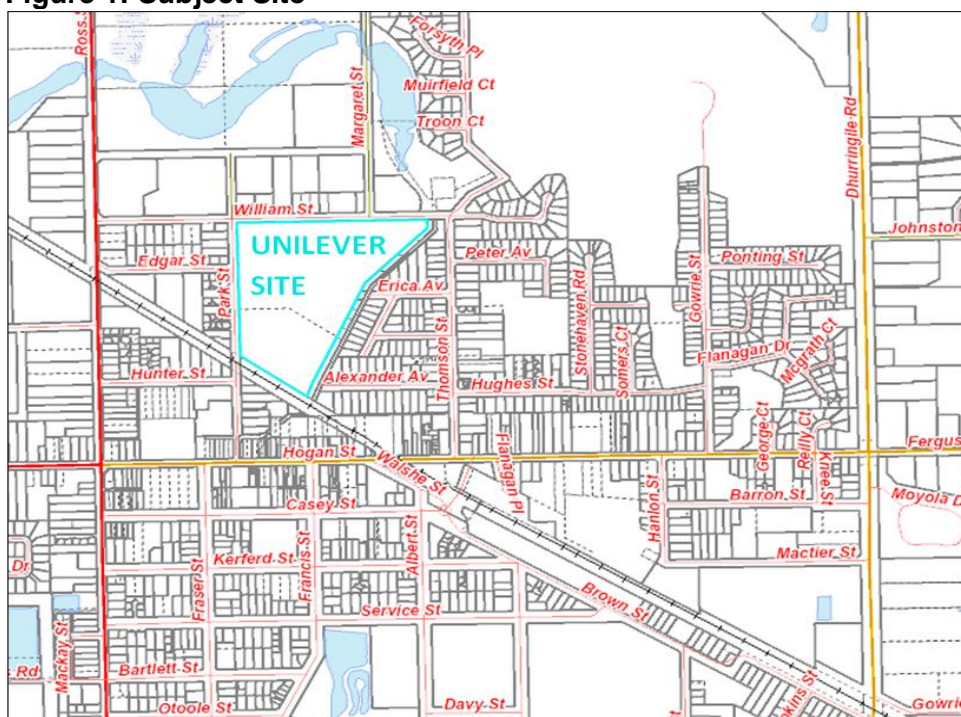 Figure 1: Subject Site
Ross S
Forsyth Pl
Margaret St
Muirfield Ct
Troon Ct
Dhurringile Rd
William St
Johnston
UNILEVER
SITE
Edgar St
Park St
Peter Av
Ponting St
Erica Av
Stonehaven Rd
Gowrie St
Thomson St
Somers Ct
Flanagan Dr
Mcgrath Ct
Hunter St
Alexander Av
Hughes St
Hogan St
Walshe St
Flanagan Pl
George Ct
Reilly Ct
Knee St
Fergus
Casey St
Hanlon St
Barron St
Moyola D
Albert St
Francis St
Fraser St
Kerferd St
Dr
Mactier St
Service St
Brown St
Mackay St
Bartlett St
s Rd
Otoole St
Davy St
kins St
Gowrie